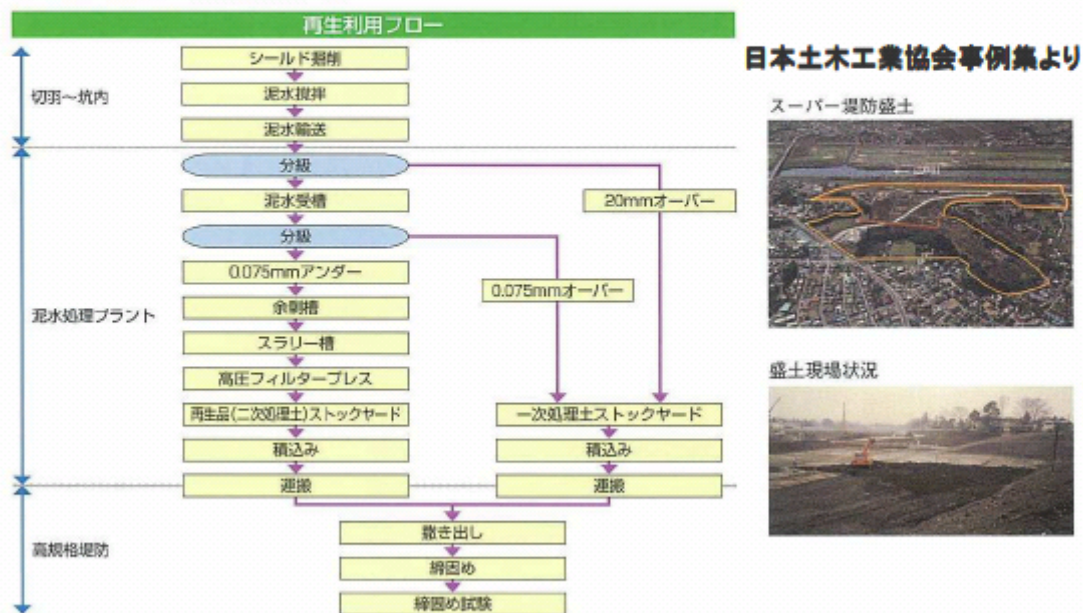 再生利用フロー
日本土木工業協会事例集より
切羽～坑内
シールド掘削
泥水撹拌
泥水輸送
泥水処理プラント
分級
20mmオーバー
泥水受槽
分級
0.075mmオーバー
0.075mmアンダー
余剰槽
スラリー槽
高圧フィルタープレス
再生品(二次処理土)ストックヤード
一次処理土ストックヤード
積込み
積込み
運搬
運搬
高規格堤防
撒き出し
締固め
締固め試験
スーパー堤防盛土
盛土現場状況